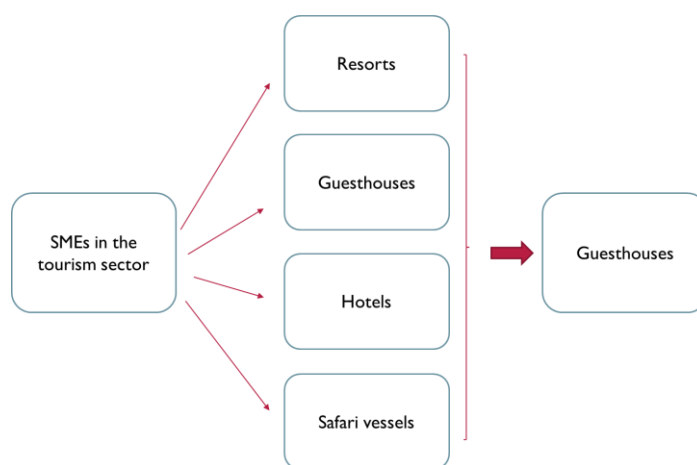 SMEs in the
tourism sector
Resorts
Guesthouses
Hotels
Safari vessels
Guesthouses